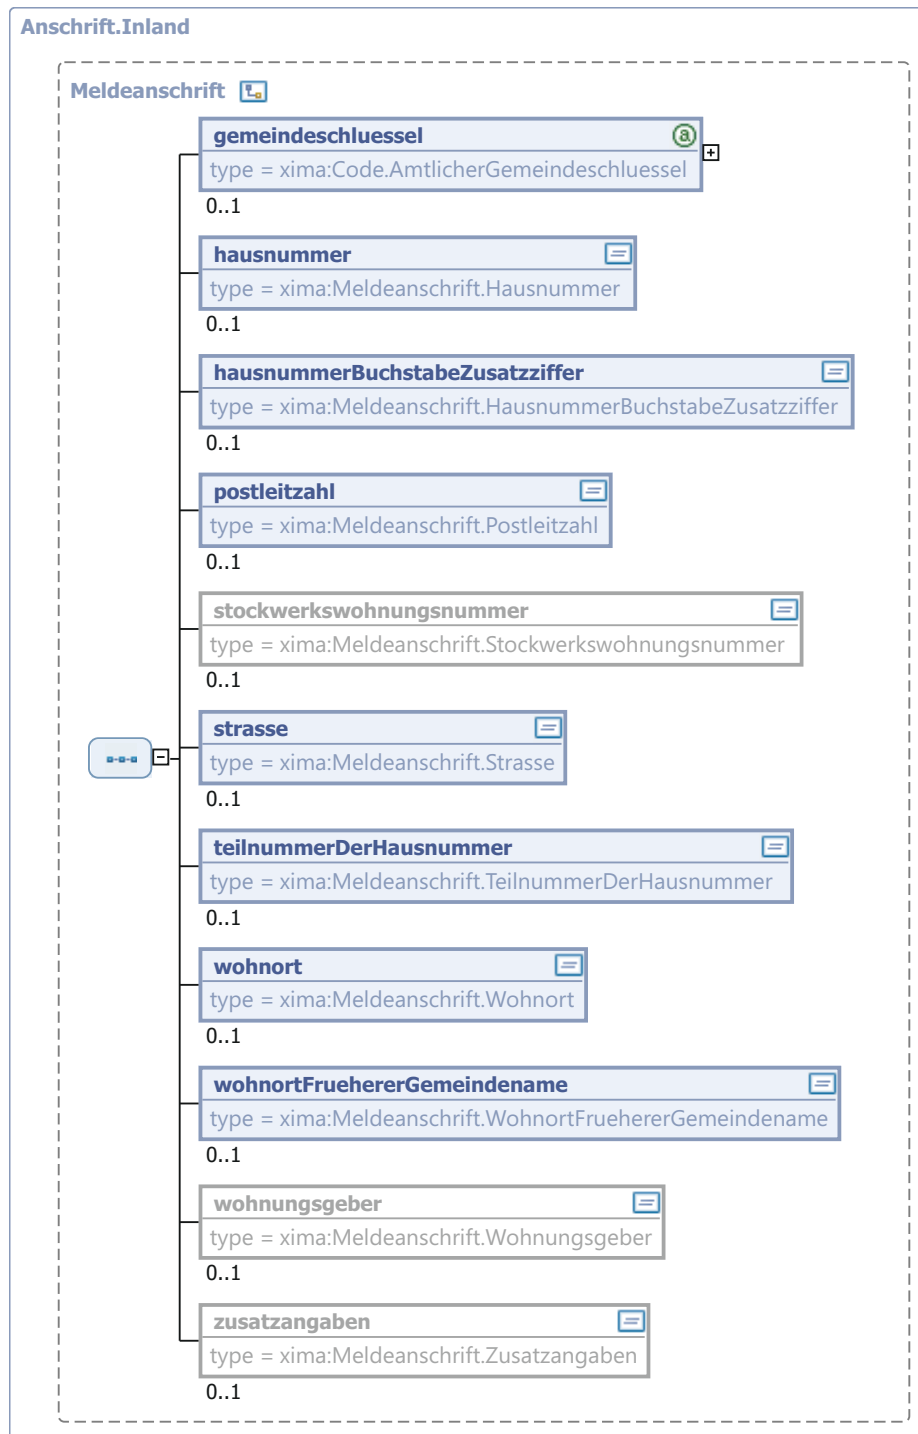 Anschrift.Inland
Meldeanschrift
gemeindeschluessel
type = xima:Code.AmtlicherGemeindeschluessel
0..1
hausnummer
type = xima:Meldeanschrift.Hausnummer
0..1
hausnummerBuchstabeZusatzziffer
type = xima:Meldeanschrift.HausnummerBuchstabeZusatzziffer
0..1
postleitzahl
type = xima:Meldeanschrift.Postleitzahl
0..1
stockwerkswohnungsnummer
type = xima:Meldeanschrift.Stockwerkswohnungsnummer
0..1
strasse
type = xima:Meldeanschrift.Strasse
0..1
teilnummerDerHausnummer
type = xima:Meldeanschrift.TeilnummerDerHausnummer
0..1
wohnort
type = xima:Meldeanschrift.Wohnort
0..1
wohnortFruehererGemeindename
type = xima:Meldeanschrift.WohnortFruehererGemeindename
0..1
wohnungsgeber
type = xima:Meldeanschrift.Wohnungsgeber
0..1
zusatzangaben
type = xima:Meldeanschrift.Zusatzangaben
0..1